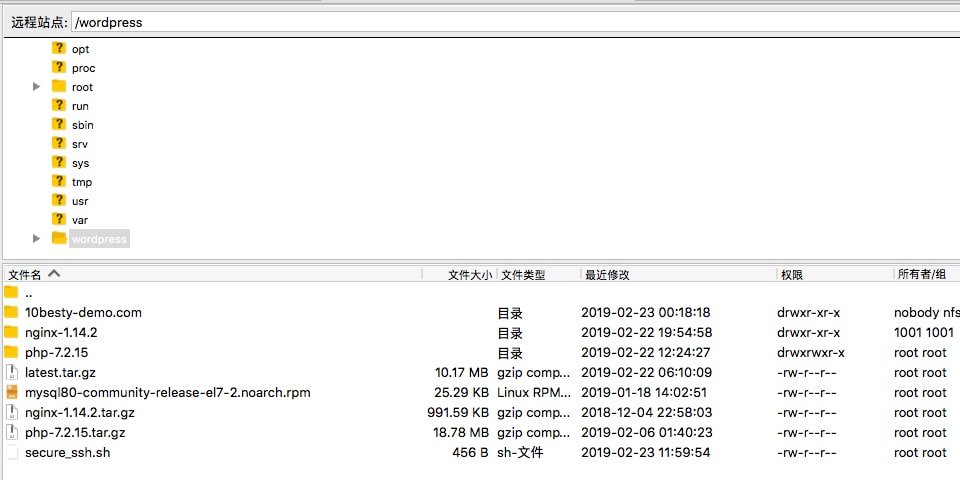 远程站点: /wordpress
opt
proc
root
run
sbin
srv
sys
tmp
usr
var
wordpress
文件名 文件大小 文件类型 最近修改 权限 所有者/组
..
10besty-demo.com 目录 2019-02-23 00:18:18 drwxr-xr-x nobody nfs
nginx-1.14.2 目录 2019-02-22 19:54:58 drwxr-xr-x 1001 1001
php-7.2.15 目录 2019-02-22 12:24:27 drwxrwxr-x root root
latest.tar.gz 10.17 MB gzip comp... 2019-02-22 06:10:09 -rw-r--r-- root root
mysql80-community-release-el7-2.noarch.rpm 25.29 KB Linux RPM... 2019-01-18 14:02:51 -rw-r--r-- root root
nginx-1.14.2.tar.gz 991.59 KB gzip comp... 2018-12-04 22:58:03 -rw-r--r-- root root
php-7.2.15.tar.gz 18.78 MB gzip comp... 2019-02-06 01:40:23 -rw-r--r-- root root
secure_ssh.sh 456 B sh-文件 2019-02-23 11:59:54 -rw-r--r-- root root